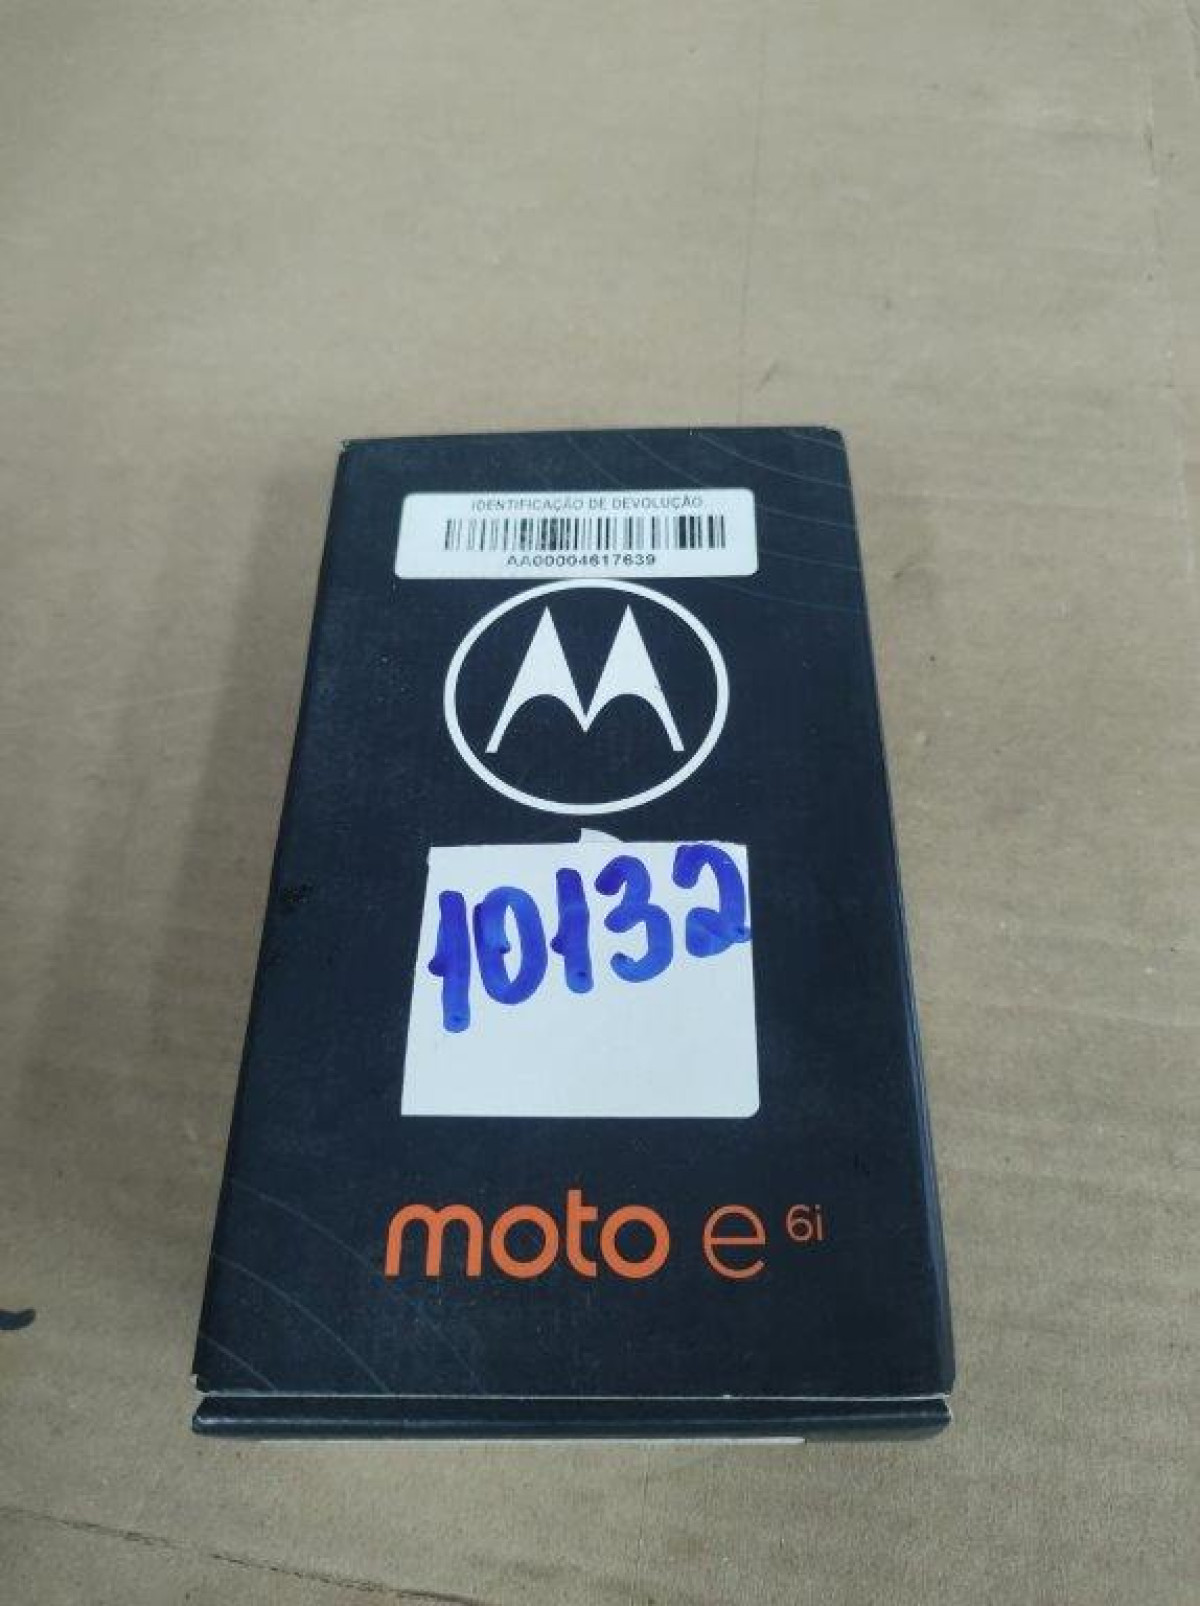 IDENTIFICAÇÃO DE DEVOLUÇÃO
AA00004617639
10132
moto e 6i